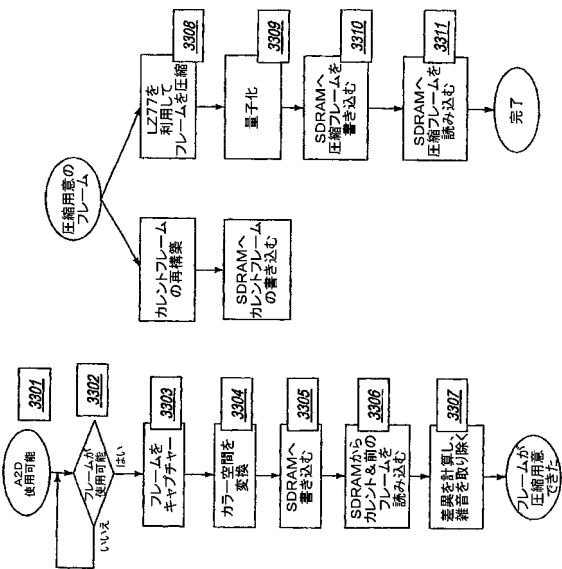 A2D
使用可能
3301
フレームが
使用可能
3302
いいえ
はい
フレームを
キャプチャー
3303
カラー空間を
変換
3304
SDRAMへ
書き込む
3305
SDRAMから
カレント&前の
フレームを
読み込む
3306
差異を計算し、
雑音を取り除く
3307
フレームが
圧縮用意
できた
圧縮用意の
フレーム
カレントフレーム
の再構築
SDRAMへ
カレントフレーム
の書き込む
LZ77を
利用して
フレームを圧縮
3308
量子化
3309
SDRAMへ
圧縮フレームを
書き込む
3310
SDRAMへ
圧縮フレームを
読み込む
3311
完了